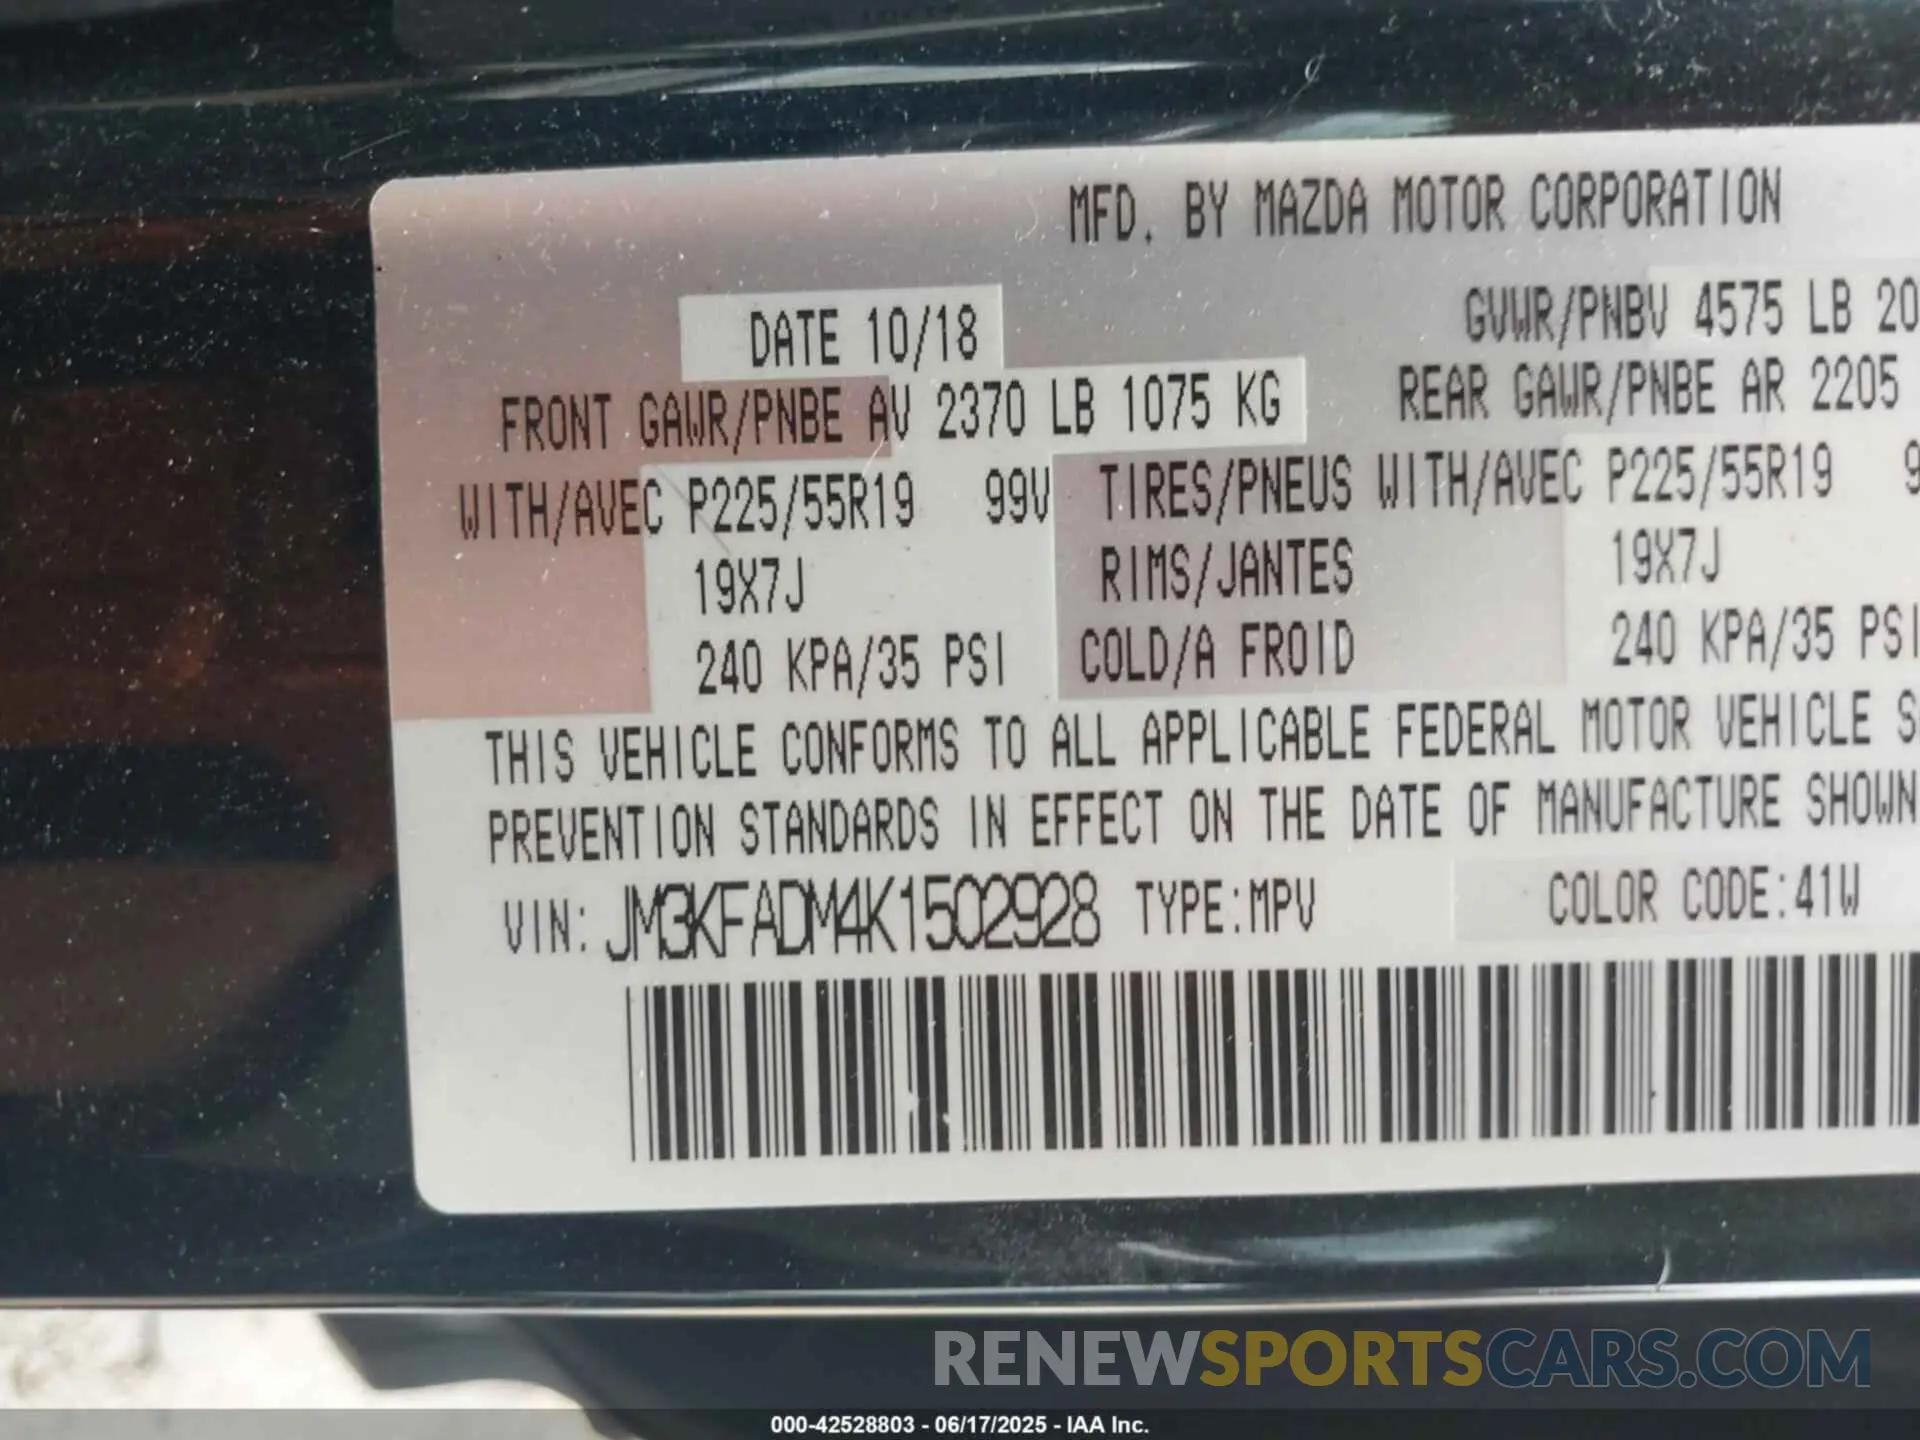 MFD. BY MAZDA MOTOR CORPORATION
DATE 10/18 GVWR/PNBV 4575 LB 20
FRONT GAWR/PNBE AV 2370 LB 1075 KG REAR GAWR/PNBE AR 2205
WITH/AVEC P225/55R19 99V TIRES/PNEUS WITH/AVEC P225/55R19 9
19X7J RIMS/JANTES 19X7J
240 KPA/35 PSI COLD/A FROID 240 KPA/35 PSI
THIS VEHICLE CONFORMS TO ALL APPLICABLE FEDERAL MOTOR VEHICLE S
PREVENTION STANDARDS IN EFFECT ON THE DATE OF MANUFACTURE SHOWN
VIN: JM3KFADM4K1502928 TYPE:MPV COLOR CODE:41W
RENEWSPORTSCARS.COM
000-42528803 - 06/17/2025 - IAA Inc.